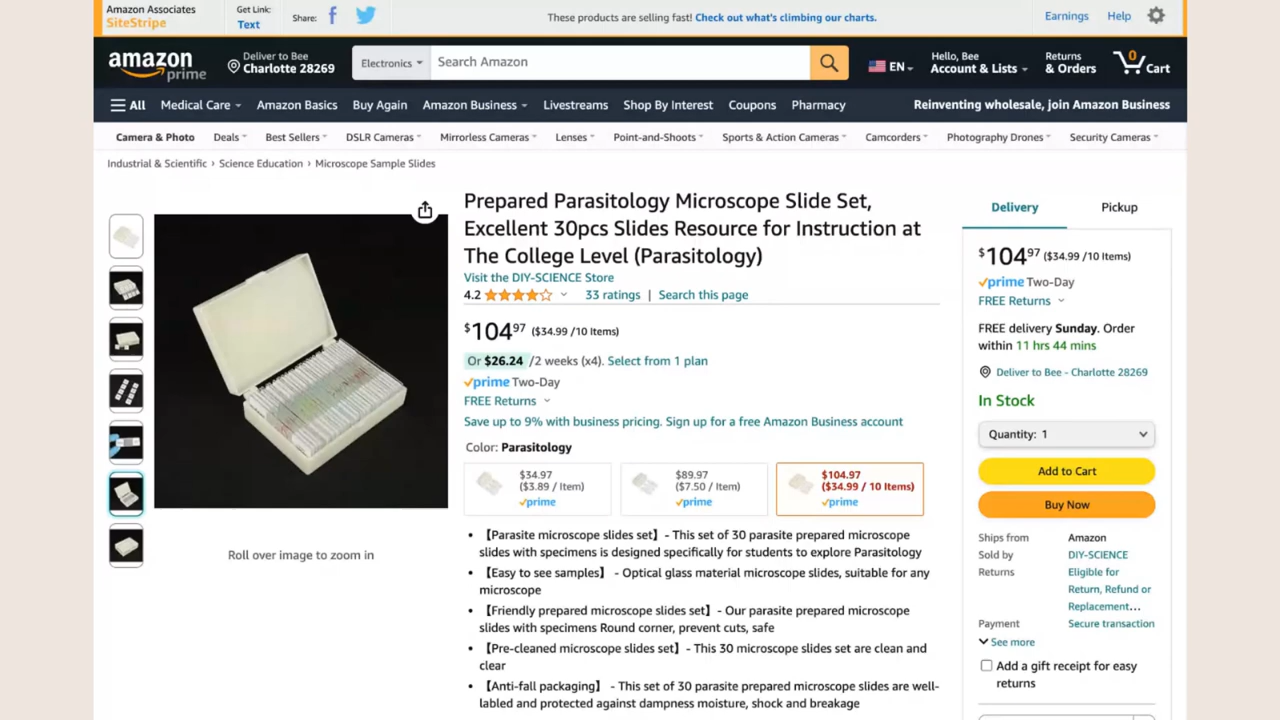 Amazon Associates
SiteStripe
Get Link:
Text
Share:
These products are selling fast! Check out what's climbing our charts.
Earnings
Help
amazon
prime
Deliver to Bee
Charlotte 28269
Electronics
Search Amazon
EN
Hello, Bee
Account & Lists
Returns
& Orders
0
Cart
All
Medical Care
Amazon Basics
Buy Again
Amazon Business
Livestreams
Shop By Interest
Coupons
Pharmacy
Reinventing wholesale, join Amazon Business
Camera & Photo
Deals
Best Sellers
DSLR Cameras
Mirrorless Cameras
Lenses
Point-and-Shoots
Sports & Action Cameras
Camcorders
Photography Drones
Security Cameras
Industrial & Scientific › Science Education › Microscope Sample Slides
Roll over image to zoom in
Prepared Parasitology Microscope Slide Set,
Excellent 30pcs Slides Resource for Instruction at
The College Level (Parasitology)
Visit the DIY-SCIENCE Store
4.2
33 ratings | Search this page
$104.97 ($34.99 /10 Items)
Or $26.24 /2 weeks (x4). Select from 1 plan
prime Two-Day
FREE Returns
Save up to 9% with business pricing. Sign up for a free Amazon Business account
Color: Parasitology
$34.97
($3.89 / Item)
prime
$89.97
($7.50 / Item)
prime
$104.97
($34.99 / 10 Items)
prime
• 【Parasite microscope slides set】- This set of 30 parasite prepared microscope
slides with specimens is designed specifically for students to explore Parasitology
• 【Easy to see samples】 - Optical glass material microscope slides, suitable for any
microscope
• 【Friendly prepared microscope slides set】- Our parasite prepared microscope
slides with specimens Round corner, prevent cuts, safe
• 【Pre-cleaned microscope slides set】- This 30 microscope slides set are clean and
clear
• 【Anti-fall packaging】 - This set of 30 parasite prepared microscope slides are well-
labled and protected against dampness moisture, shock and breakage
Delivery
Pickup
$104.97 ($34.99 /10 Items)
prime Two-Day
FREE Returns
FREE delivery Sunday. Order
within 11 hrs 44 mins
Deliver to Bee - Charlotte 28269
In Stock
Quantity: 1
Add to Cart
Buy Now
Ships from Amazon
Sold by DIY-SCIENCE
Returns Eligible for
Return, Refund or
Replacement...
Payment Secure transaction
See more
Add a gift receipt for easy
returns